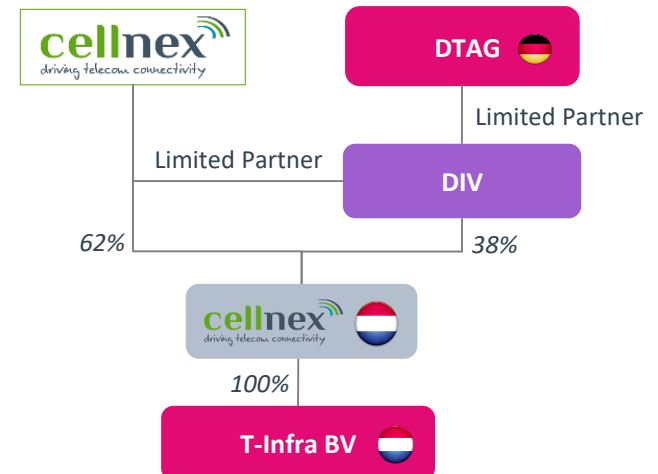 cellnex
driving telecom connectivity
DTAG
Limited Partner
Limited Partner
DIV
62%
38%
cellnex
driving telecom connectivity
100%
T-Infra BV